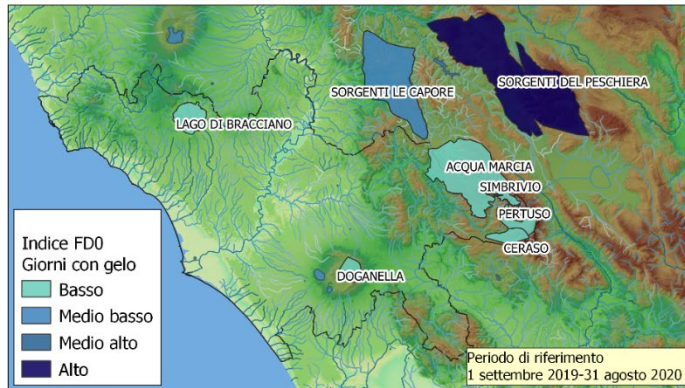 SORGENTI DEL PESCHIERA
SORGENTI LE CAPORE
LAGO DI BRACCIANO
ACQUA MARCIA
SIMBRIVIO
PERTUSO
CERASO
DOGANELLA
Indice FD0
Giorni con gelo
Basso
Medio basso
Medio alto
Alto
Periodo di riferimento
1 settembre 2019-31 agosto 2020